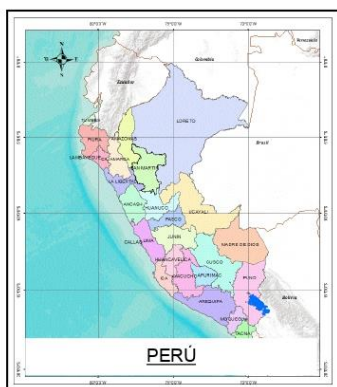 Venezuela
Colombia
Ecuador
TUMBES
LORETO
PIURA
AMAZONAS
Brasil
LAMBAYEQUE
CAJAMARCA
SAN MARTIN
LA LIBERTAD
ANCASH
HUANUCO
UCAYALI
PASCO
JUNIN
CALLAO
LIMA
MADRE DE DIOS
HUANCAVELICA
CUSCO
ICA
AYACUCHO
APURIMAC
PUNO
AREQUIPA
Bolivia
MOQUEGUA
TACNA
PERÚ